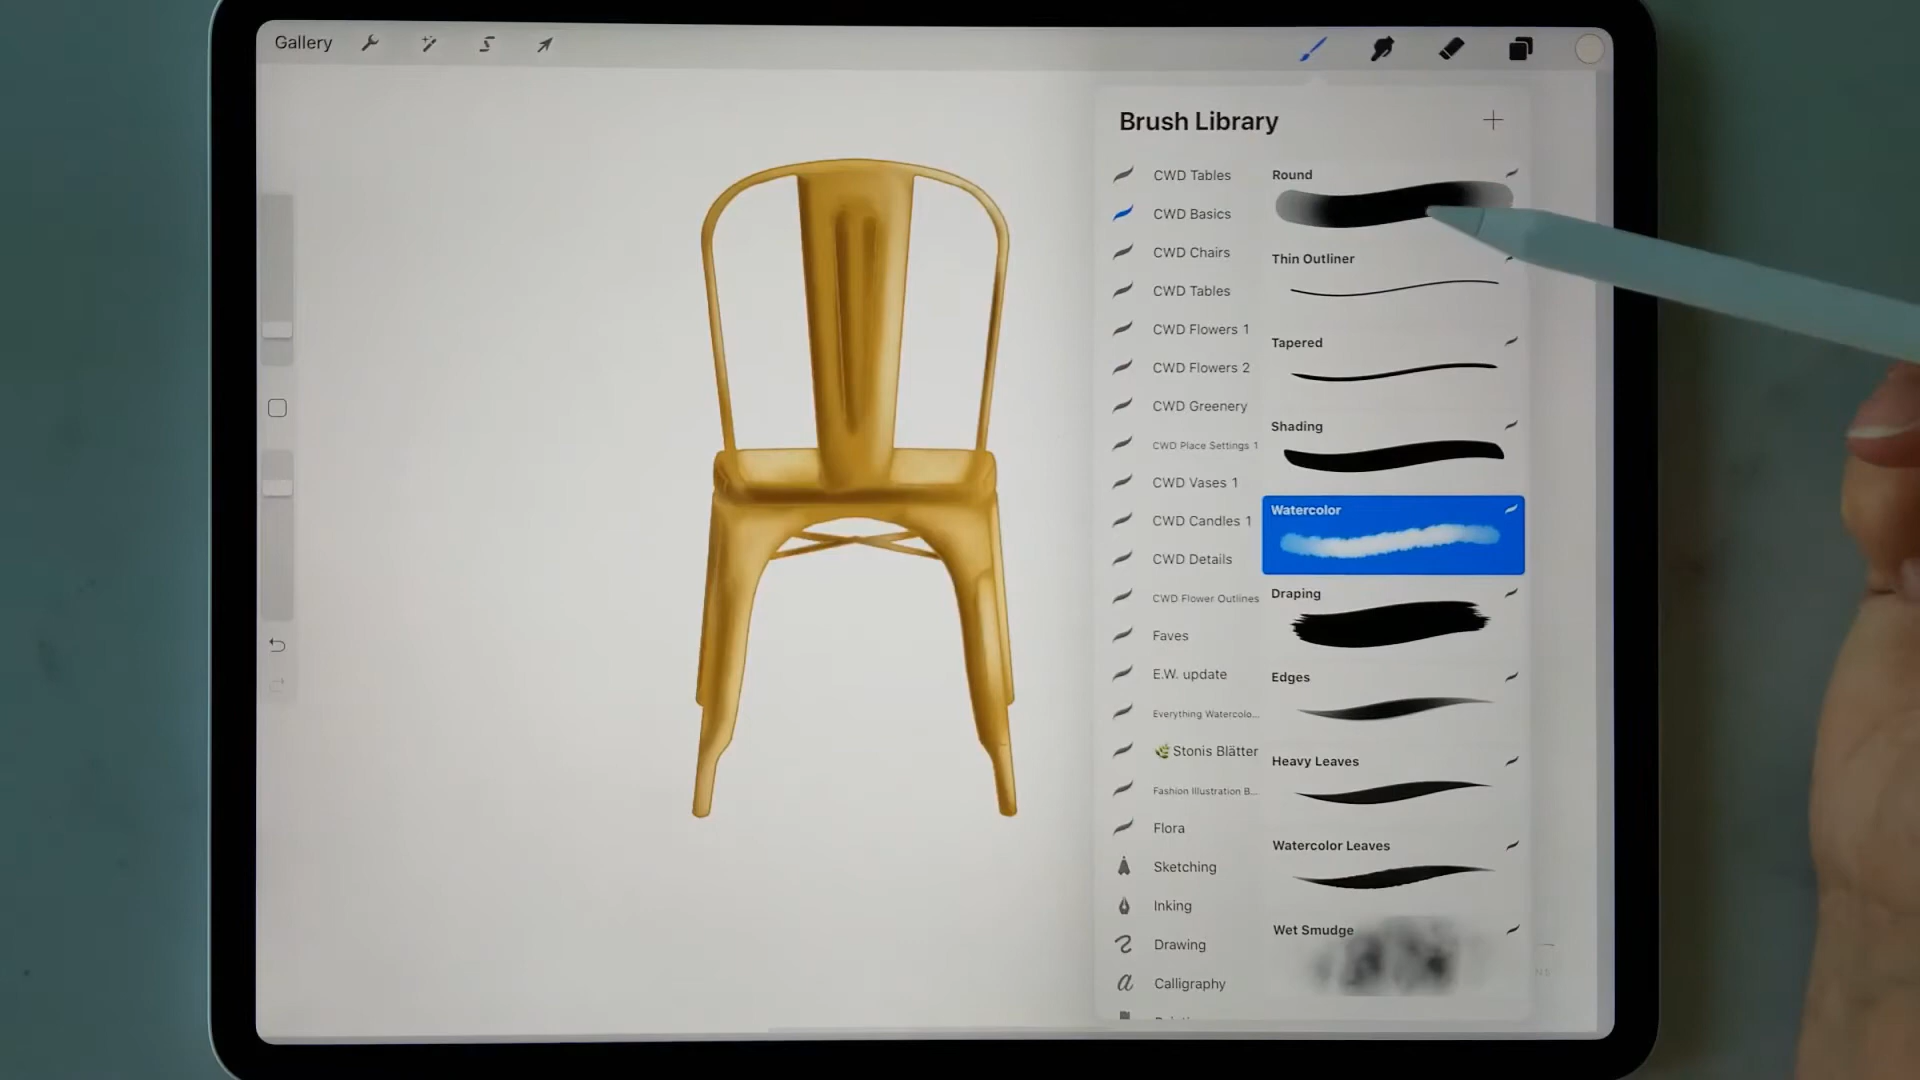 Gallery
Brush Library
CWD Tables
CWD Basics
CWD Chairs
CWD Tables
CWD Flowers 1
CWD Flowers 2
CWD Greenery
CWD Place Settings 1
CWD Vases 1
CWD Candles 1
CWD Details
CWD Flower Outlines
Faves
E.W. update
Everything Watercolo...
🌿Stonis Blätter
Fashion Illustration B...
Flora
Sketching
Inking
Drawing
Calligraphy
Round
Thin Outliner
Tapered
Shading
Watercolor
Draping
Edges
Heavy Leaves
Watercolor Leaves
Wet Smudge